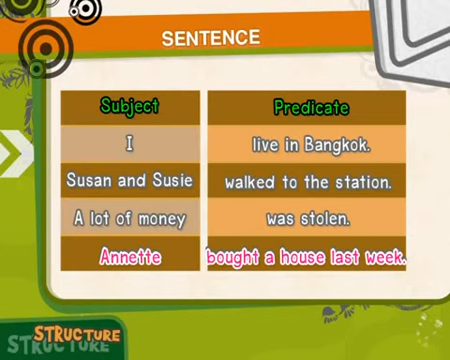 SENTENCE
Subject Predicate
I live in Bangkok.
Susan and Susie walked to the station.
A lot of money was stolen.
Annette bought a house last week.
STRUCTURE
STRUCTURE